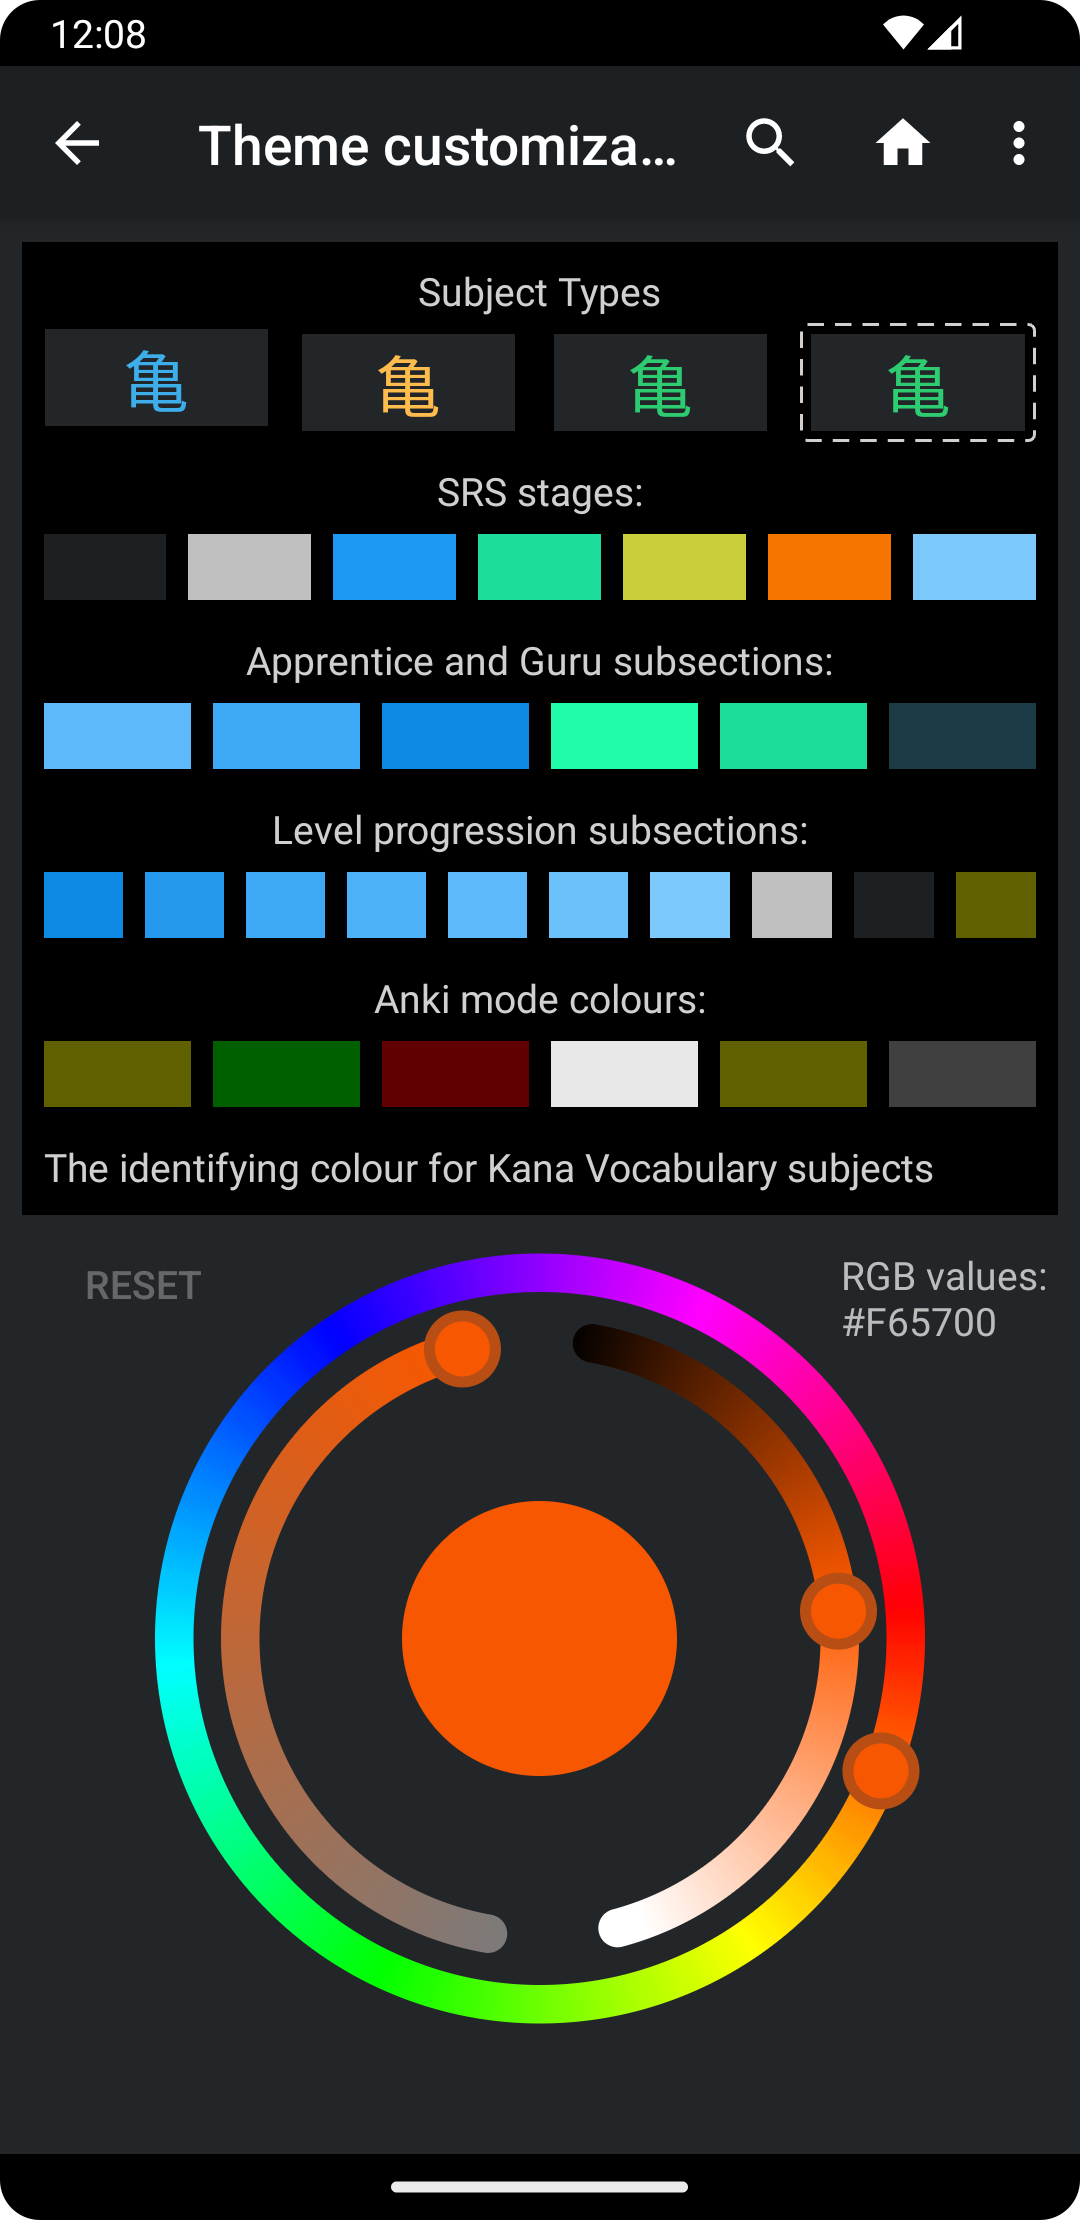 12:08
Theme customiza…
Subject Types
亀 亀 亀 亀
SRS stages:
Apprentice and Guru subsections:
Level progression subsections:
Anki mode colours:
The identifying colour for Kana Vocabulary subjects
RESET
RGB values:
#F65700